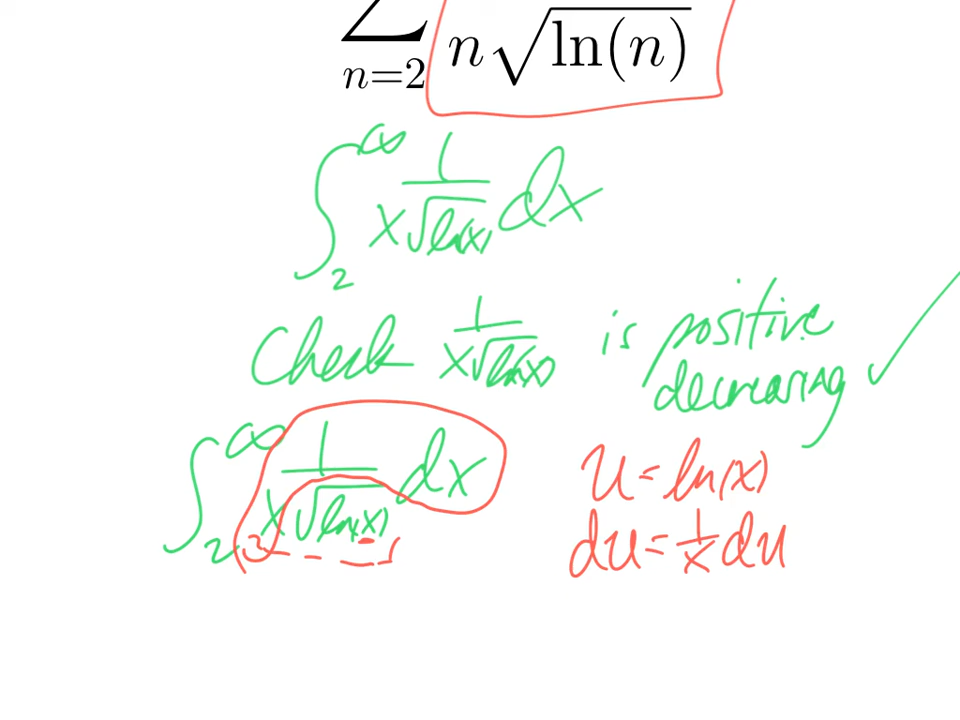 ∑ n=2 n√ln(n)
∫₂^∞ 1/(x√ln(x)) dx
Check 1/(x√ln(x)) is positive
decreasing ✓
∫₂^∞ 1/(x√ln(x)) dx u = ln(x)
du = 1/x du